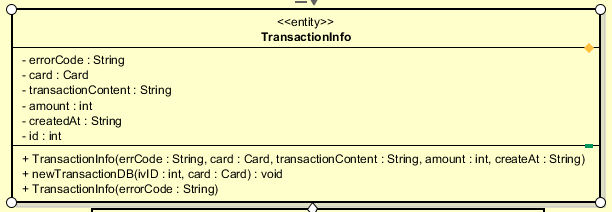 <<entity>>
TransactionInfo
- errorCode : String
- card : Card
- transactionContent : String
- amount : int
- createdAt : String
- id : int
+ TransactionInfo(errCode : String, card : Card, transactionContent : String, amount : int, createAt : String)
+ newTransactionDB(ivID : int, card : Card) : void
+ TransactionInfo(errorCode : String)